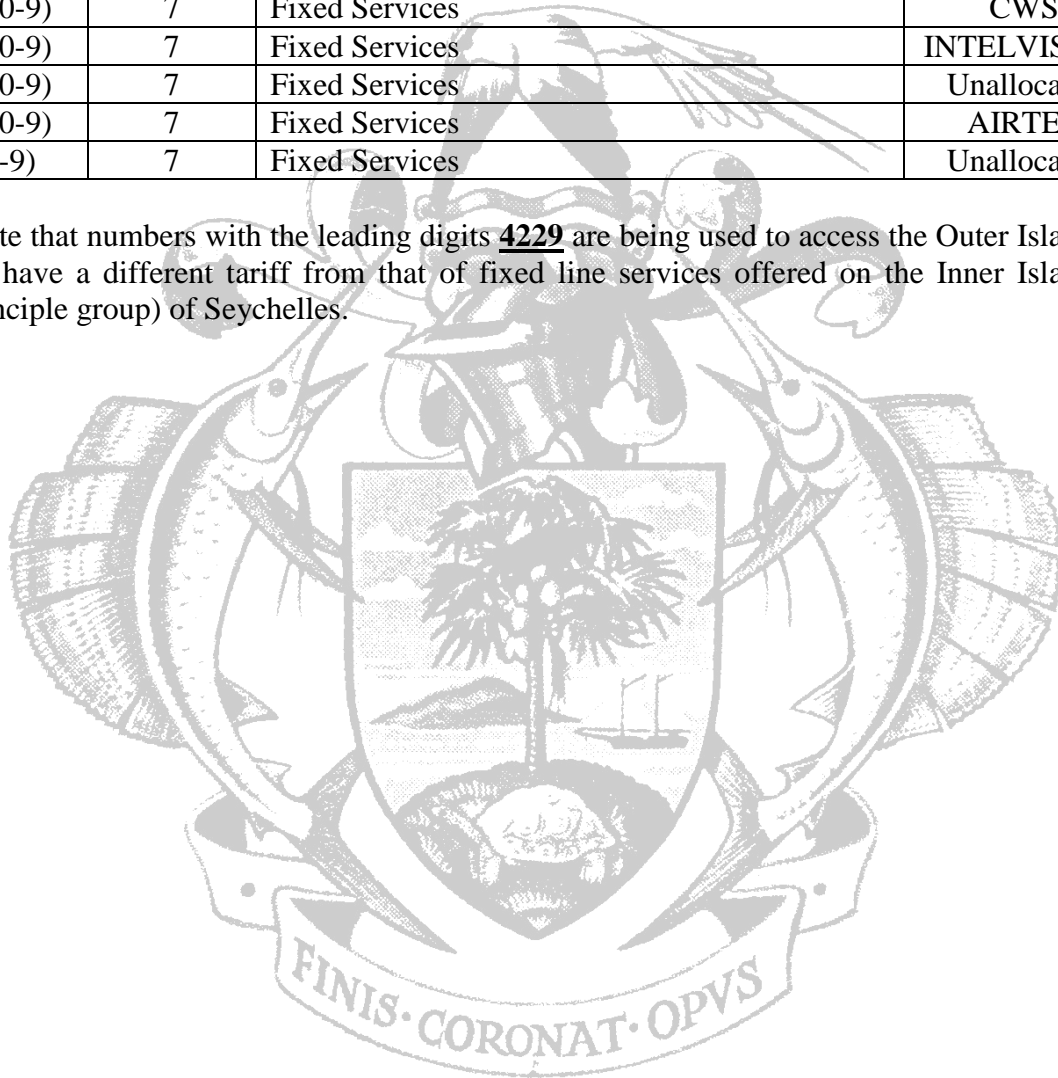 0-9) 7 Fixed Services CWS
0-9) 7 Fixed Services INTELVIS
0-9) 7 Fixed Services Unalloca
0-9) 7 Fixed Services AIRTE
-9) 7 Fixed Services Unalloca
te that numbers with the leading digits 4229 are being used to access the Outer Isla
have a different tariff from that of fixed line services offered on the Inner Isla
nciple group) of Seychelles.
FINIS·CORONAT·OPVS